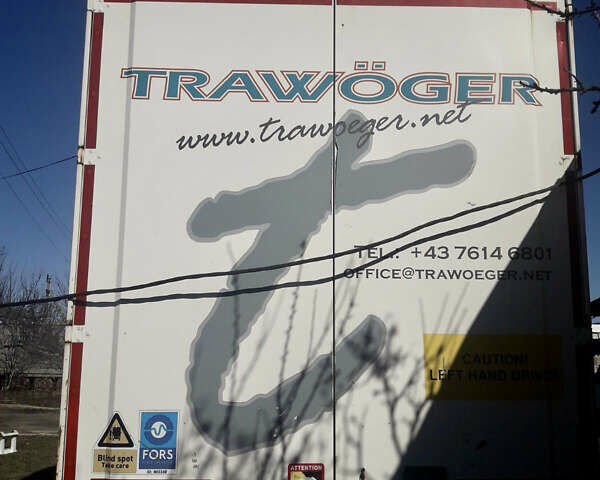 TRAWÖGER
www.trawoeger.net
t
TEL.: +43 7614 6801
OFFICE@TRAWOEGER.NET
CAUTION!
LEFT HAND DRIVE
Blind spot
Take care
FORS
ATTENTION